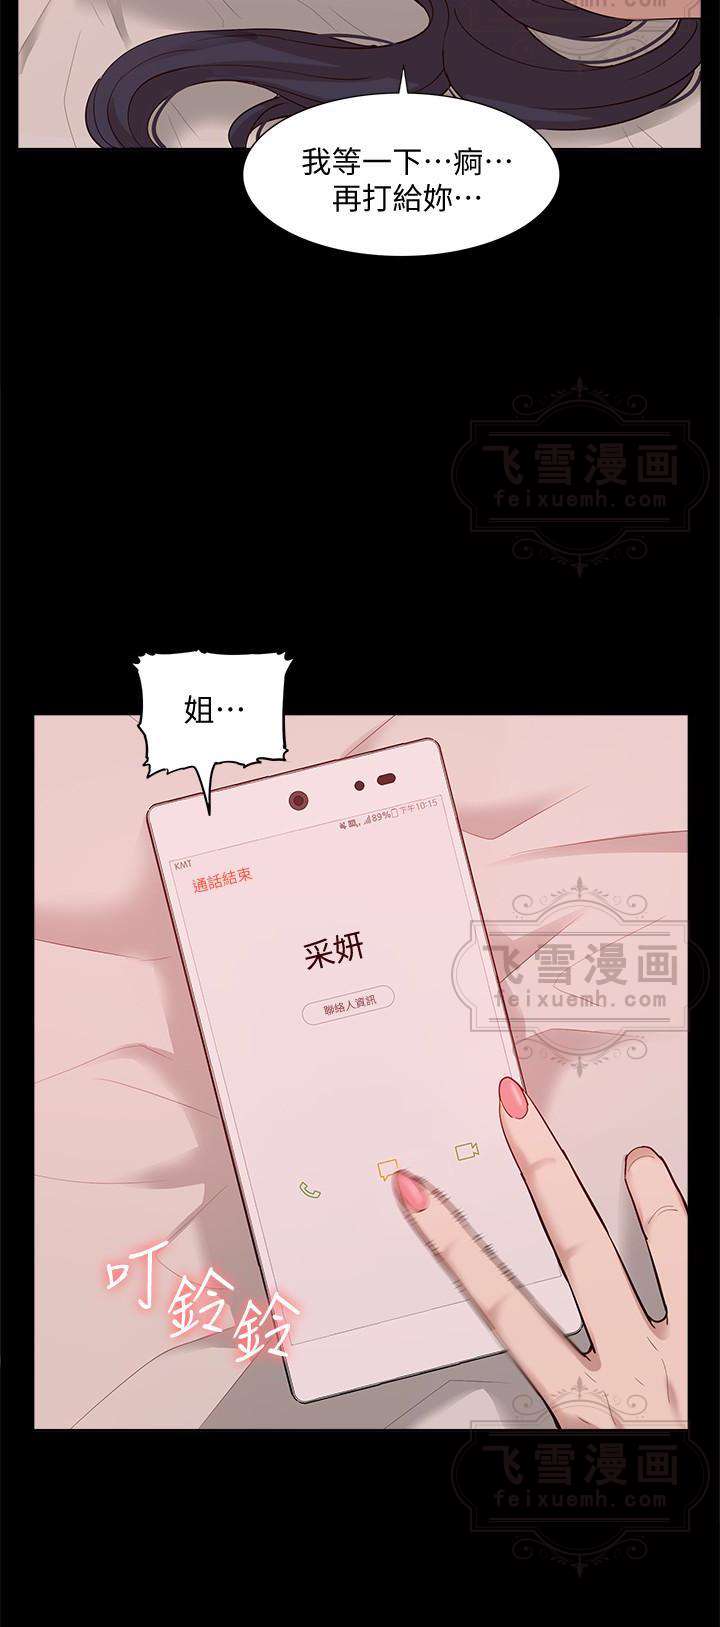 我等一下⋯痾⋯
再打給妳⋯
飞雪漫画
feixuemh.com
姐⋯
89% 下午10:15
KMT
通話結束
采妍
聯絡人資訊
飞雪漫画
feixuemh.com
叮鈴鈴
飞雪漫画
feixuemh.com